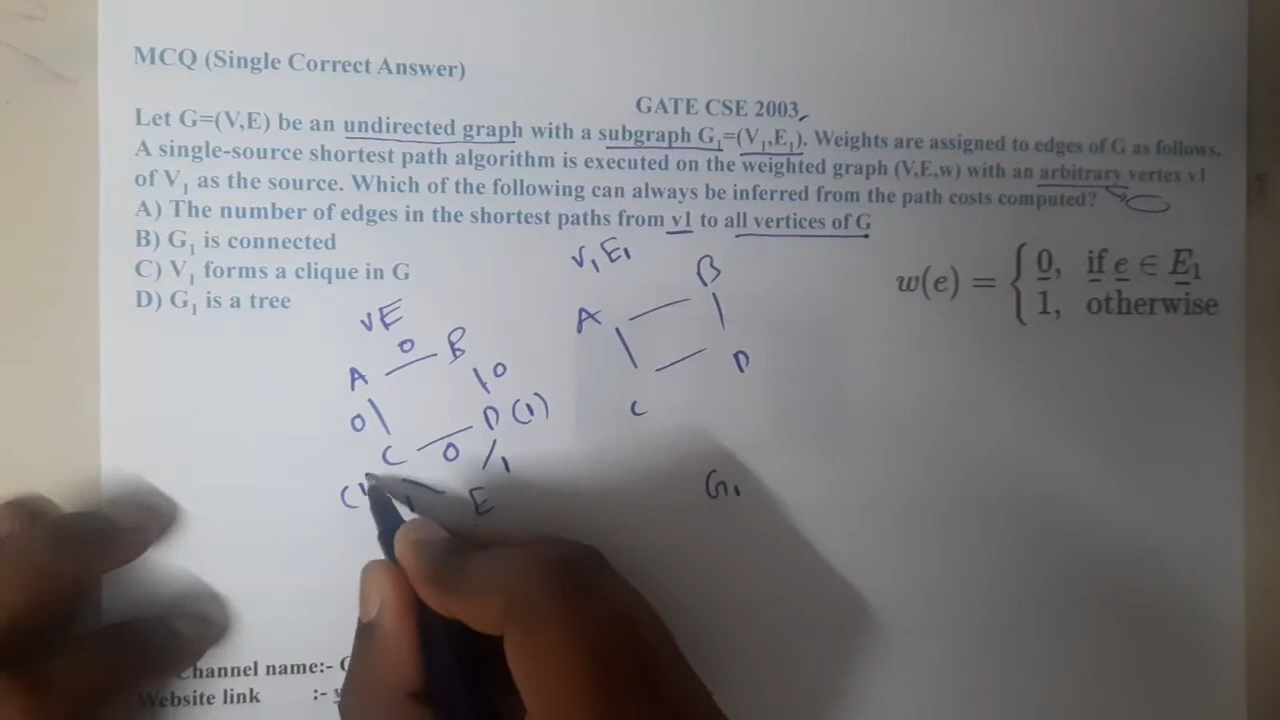 MCQ (Single Correct Answer)
GATE CSE 2003
Let G=(V,E) be an undirected graph with a subgraph G₁=(V₁,E₁). Weights are assigned to edges of G as follows.
A single-source shortest path algorithm is executed on the weighted graph (V,E,w) with an arbitrary vertex v1
of V₁ as the source. Which of the following can always be inferred from the path costs computed?
A) The number of edges in the shortest paths from v1 to all vertices of G
B) G₁ is connected
C) V₁ forms a clique in G
D) G₁ is a tree
w(e) = { 0, if e ∈ E₁
1, otherwise
V₁ E₁
B
A
D
C
V E
0 B
A
0
0 D (1)
C 0 1
1 E
G₁
Channel name:-
Website link :-